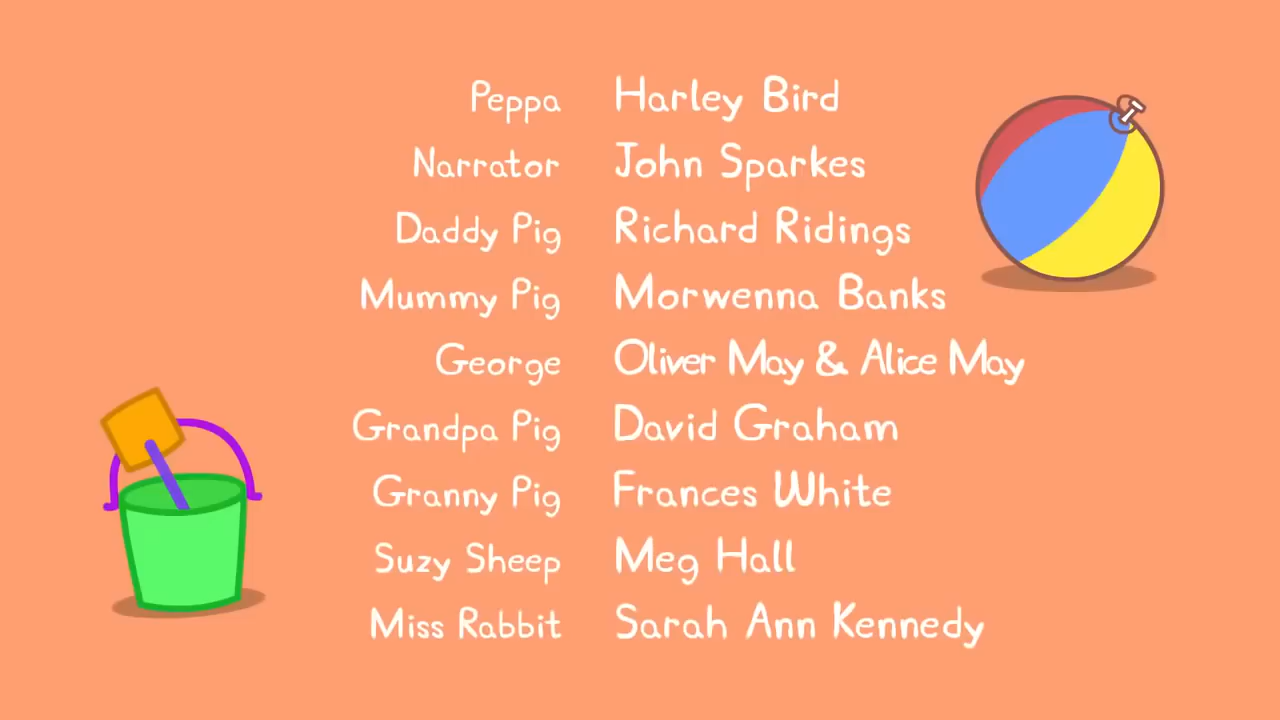 Peppa Harley Bird
Narrator John Sparkes
Daddy Pig Richard Ridings
Mummy Pig Morwenna Banks
George Oliver May & Alice May
Grandpa Pig David Graham
Granny Pig Frances White
Suzy Sheep Meg Hall
Miss Rabbit Sarah Ann Kennedy